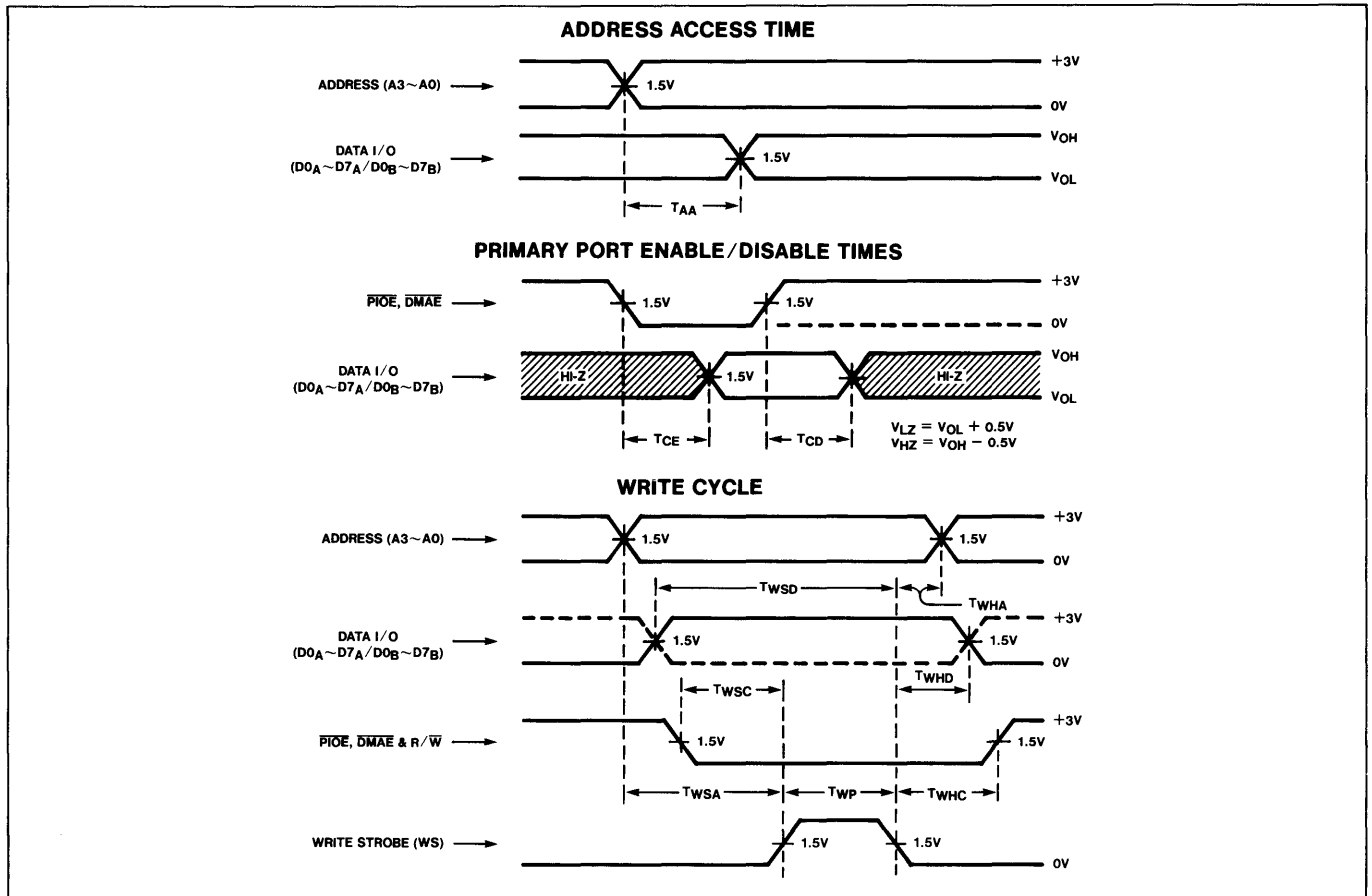 ADDRESS ACCESS TIME
ADDRESS (A3~A0)
1.5V
+3V
0V
DATA I/O
(D0A~D7A/D0B~D7B)
1.5V
VOH
VOL
TAA
PRIMARY PORT ENABLE/DISABLE TIMES
PIOE, DMAE
1.5V
1.5V
+3V
0V
DATA I/O
(D0A~D7A/D0B~D7B)
HI-Z
1.5V
HI-Z
VOH
VOL
TCE
TCD
VLZ = VOL + 0.5V
VHZ = VOH − 0.5V
WRITE CYCLE
ADDRESS (A3~A0)
1.5V
1.5V
+3V
0V
TWSD
TWHA
DATA I/O
(D0A~D7A/D0B~D7B)
1.5V
1.5V
+3V
0V
TWSC
TWHD
PIOE, DMAE & R/W
1.5V
1.5V
+3V
TWSA
TWP
TWHC
WRITE STROBE (WS)
1.5V
1.5V
0V